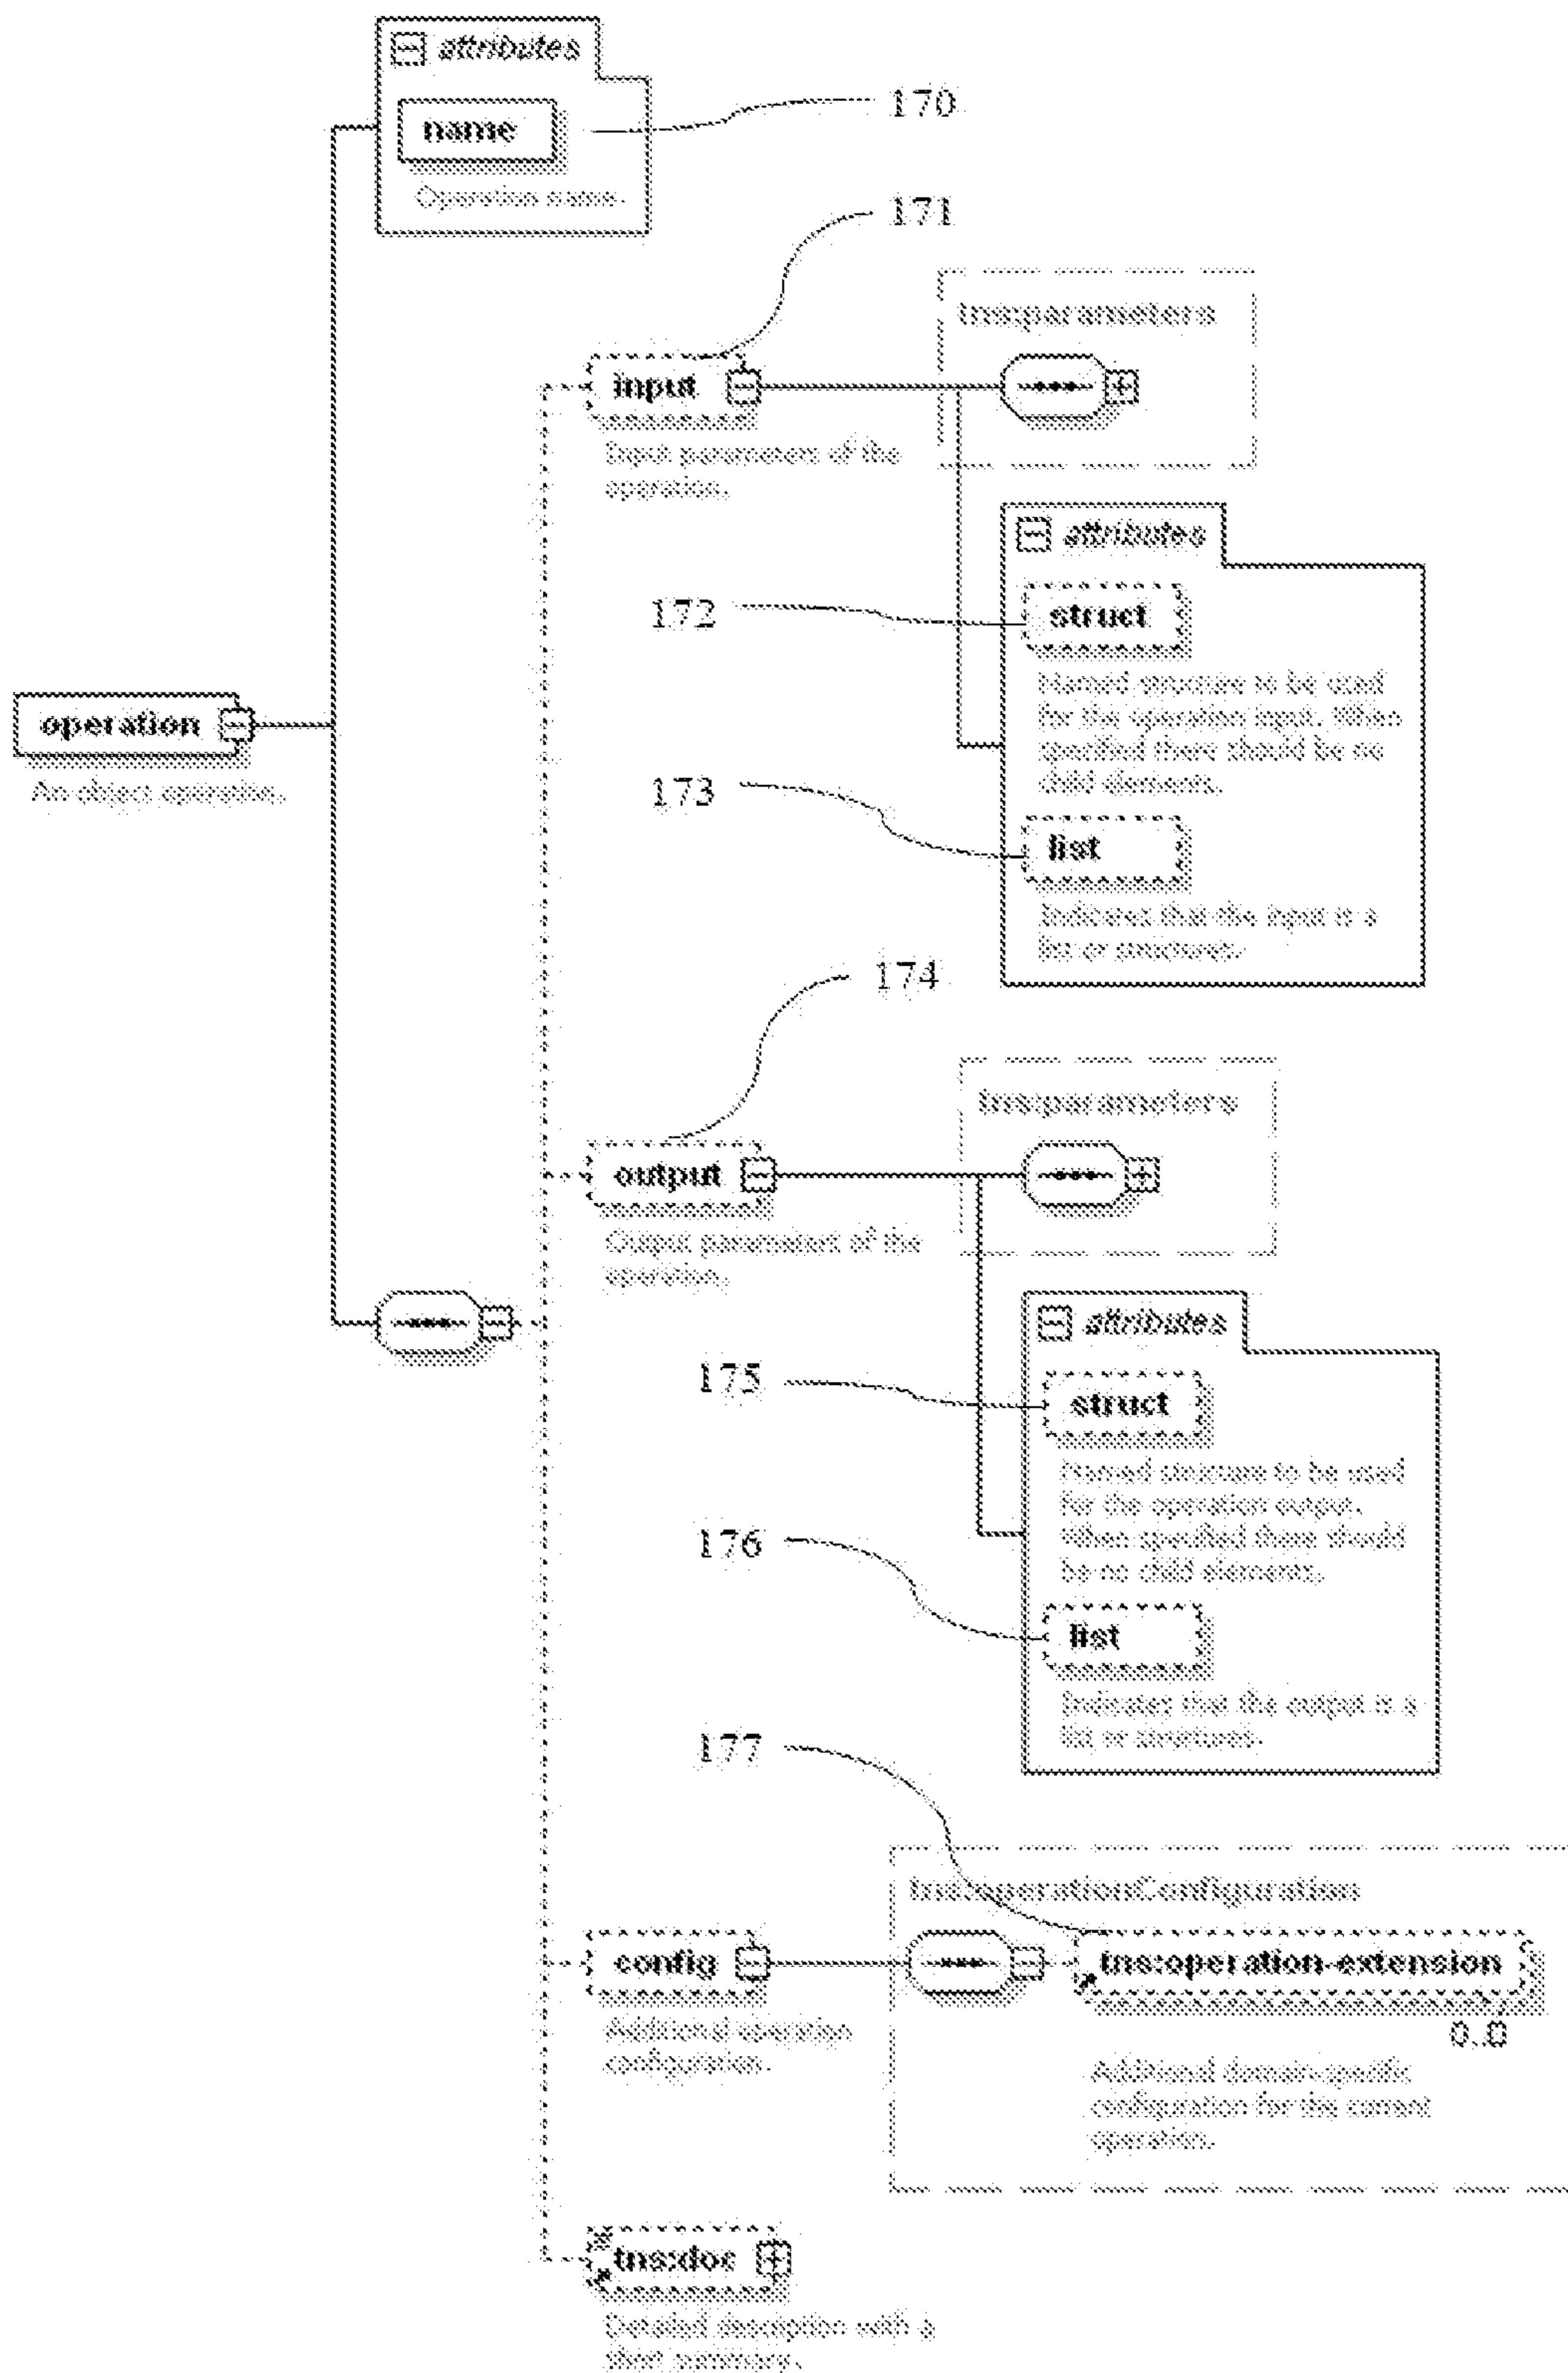 attributes
name
170
Operation name.
171
tns:parameters
input
Input parameters of the
operation.
attributes
172
struct
Named structure to be used
for the operation input. When
specified there should be no
child elements.
operation
An object operation.
173
list
Indicates that the input is a
list or structures.
174
tns:parameters
output
Output parameters of the
operation.
attributes
175
struct
Named structure to be used
for the operation output.
When specified there should
be no child elements.
176
list
Indicates that the output is a
list or structures.
177
tns:operationConfiguration
config
tns:operation-extension
Additional operation
configuration.
Additional domain-specific
configuration for the current
operation.
tns:doc
Detailed description with a
short summary.